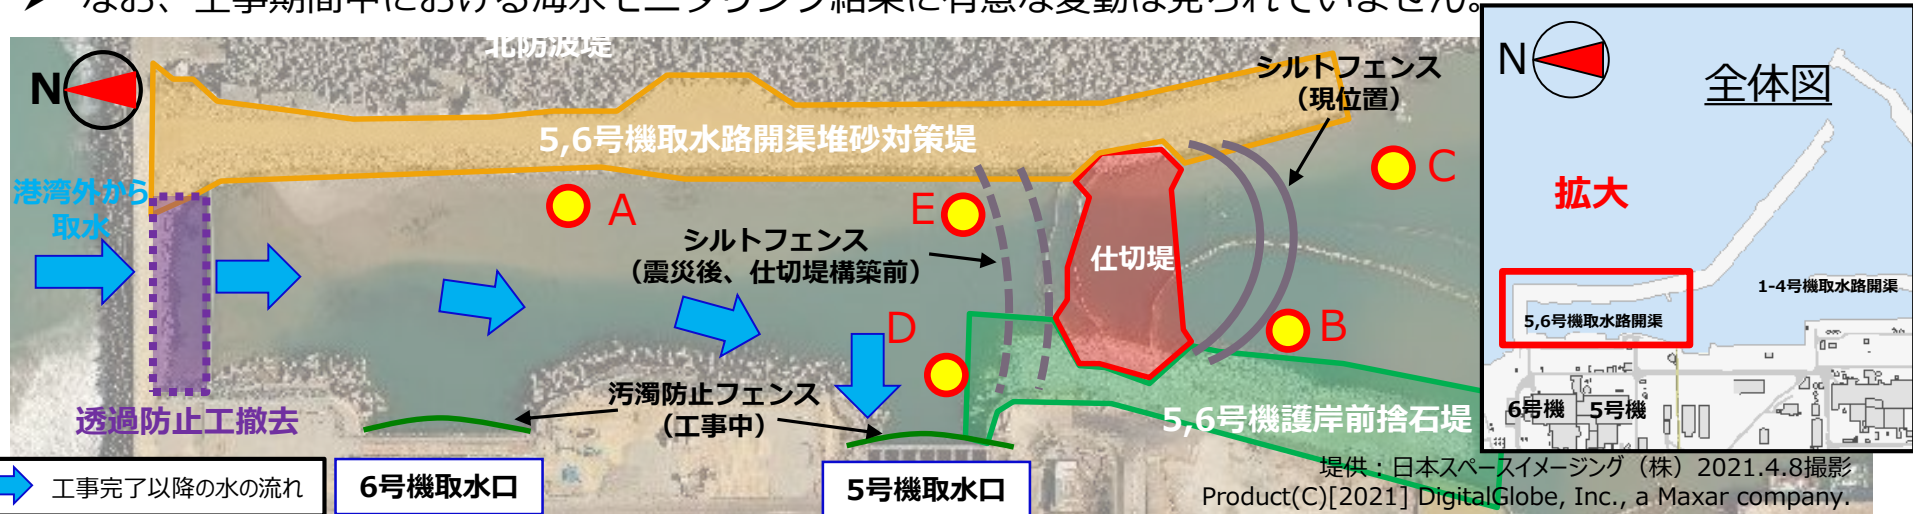 なお、工事期間中における海水モニタリング結果に有意な変動は見られていません。
北防波堤
N
シルトフェンス
（現位置）
N
全体図
5,6号機取水路開渠堆砂対策堤
港湾外から
取水
A
E
C
拡大
シルトフェンス
（震災後、仕切堤構築前）
仕切堤
1-4号機取水路開渠
5,6号機取水路開渠
D
B
透過防止工撤去
汚濁防止フェンス
（工事中）
5,6号機護岸前捨石堤
6号機
5号機
工事完了以降の水の流れ
6号機取水口
5号機取水口
提供：日本スペースイメージング（株）2021.4.8撮影
Product(C)[2021] DigitalGlobe, Inc., a Maxar company.